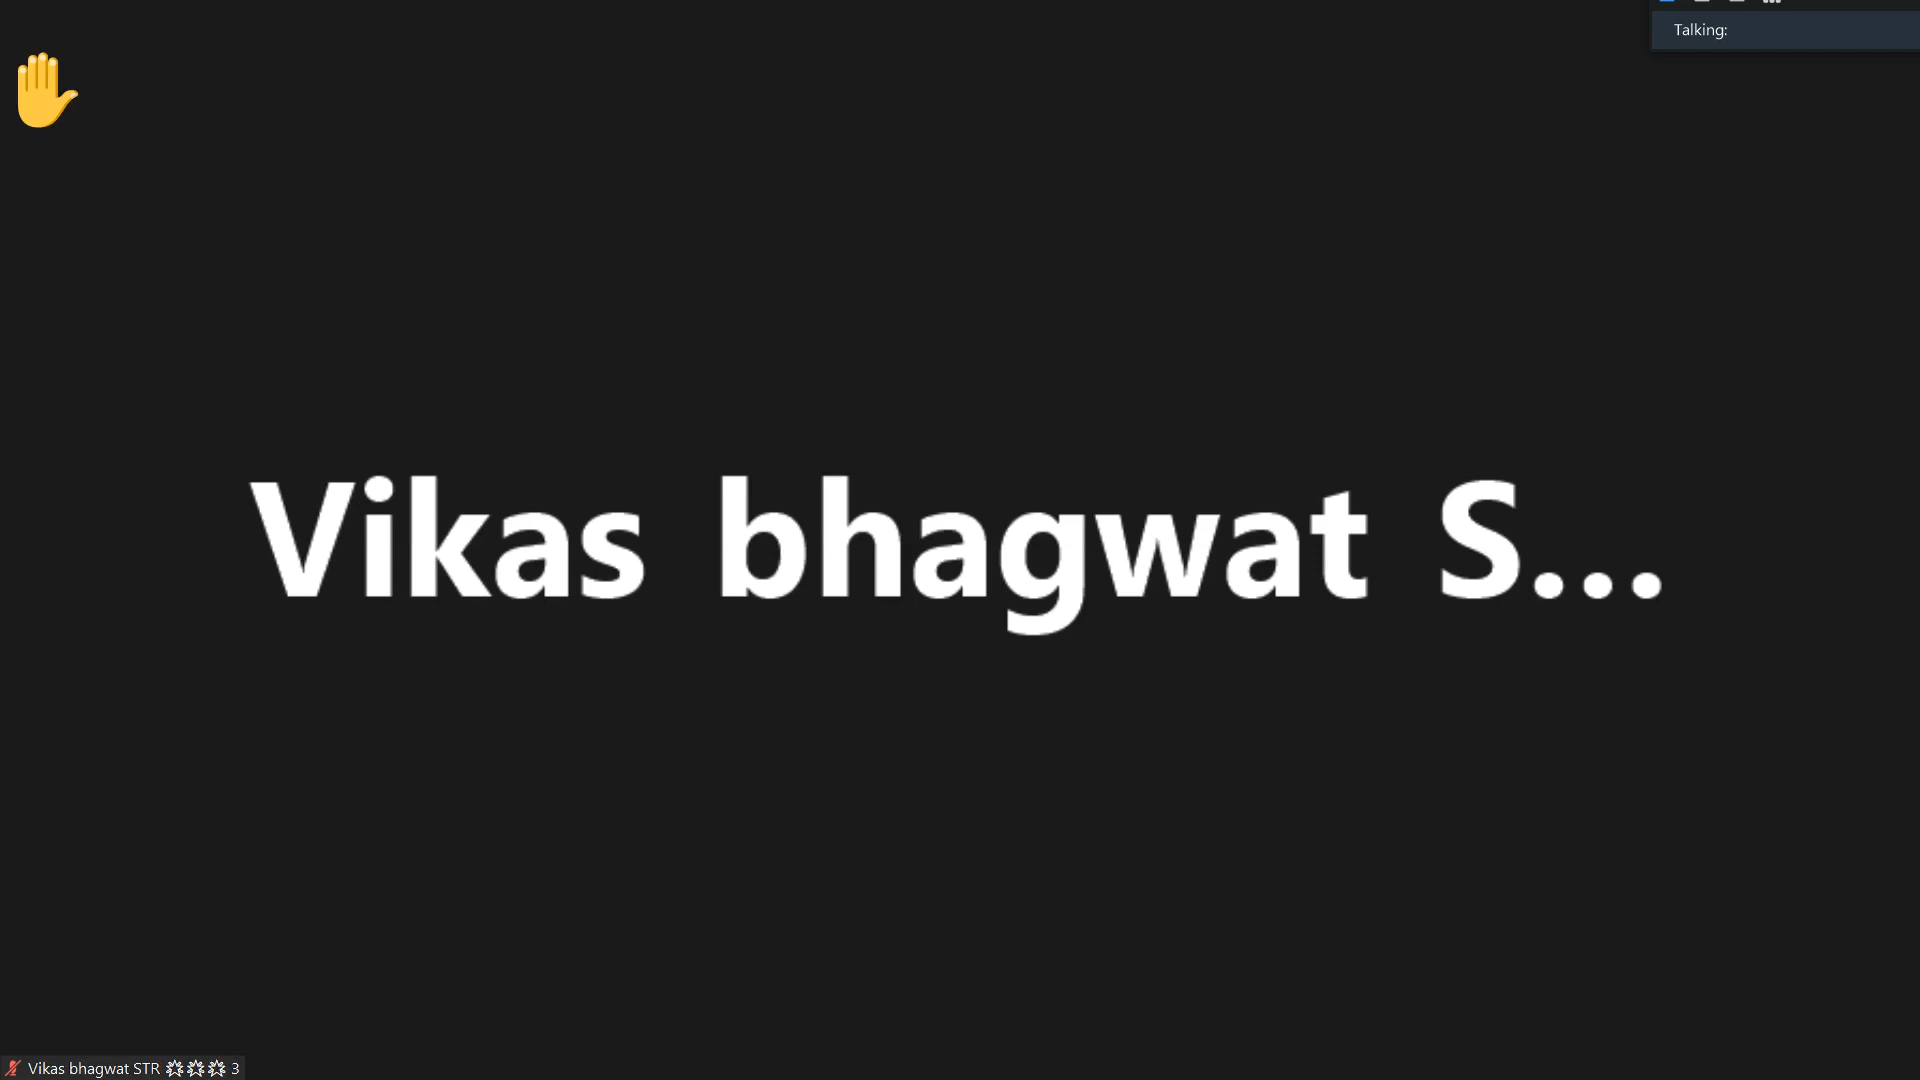 Talking:
Vikas bhagwat S...
Vikas bhagwat STR 💥💥💥 3